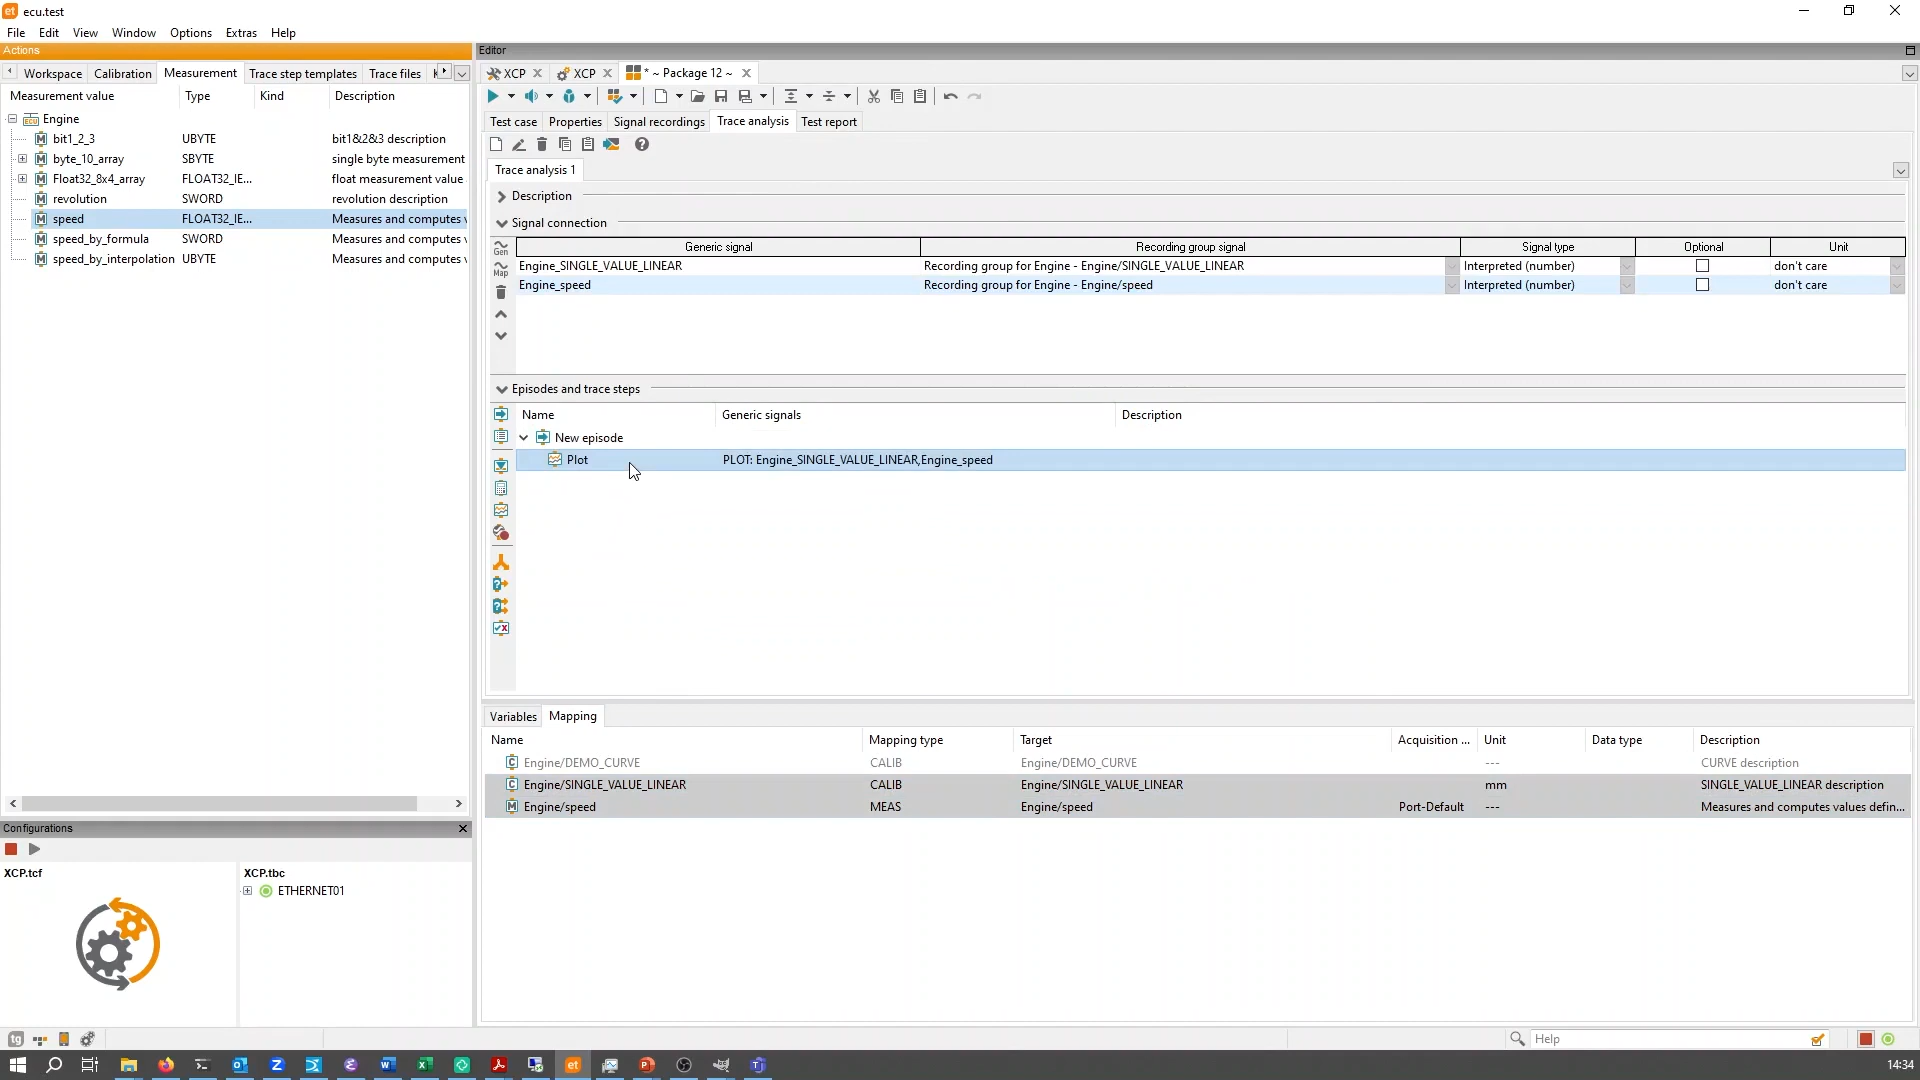 ecu.test
File Edit View Window Options Extras Help
Actions
Editor
Workspace Calibration Measurement Trace step templates Trace files
XCP XCP * ~ Package 12 ~
Measurement value Type Kind Description
Engine
bit1_2_3 UBYTE bit1&2&3 description
byte_10_array SBYTE single byte measurement
Float32_8x4_array FLOAT32_IE... float measurement value
revolution SWORD revolution description
speed FLOAT32_IE... Measures and computes
speed_by_formula SWORD Measures and computes
speed_by_interpolation UBYTE Measures and computes
Test case Properties Signal recordings Trace analysis Test report
Trace analysis 1
Description
Signal connection
Gen
Map
Generic signal Recording group signal Signal type Optional Unit
Engine_SINGLE_VALUE_LINEAR Recording group for Engine - Engine/SINGLE_VALUE_LINEAR Interpreted (number) don't care
Engine_speed Recording group for Engine - Engine/speed Interpreted (number) don't care
Episodes and trace steps
Name Generic signals Description
New episode
Plot PLOT: Engine_SINGLE_VALUE_LINEAR,Engine_speed
Variables Mapping
Name Mapping type Target Acquisition ... Unit Data type Description
Engine/DEMO_CURVE CALIB Engine/DEMO_CURVE --- CURVE description
Engine/SINGLE_VALUE_LINEAR CALIB Engine/SINGLE_VALUE_LINEAR mm SINGLE_VALUE_LINEAR description
Engine/speed MEAS Engine/speed Port-Default --- Measures and computes values defin...
Configurations
XCP.tcf
XCP.tbc
ETHERNET01
Help
14:34